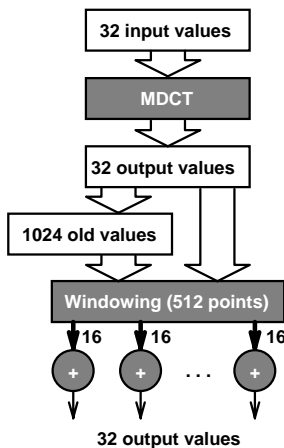 32 input values
MDCT
32 output values
1024 old values
Windowing (512 points)
16 16 16
+ + . . . +
32 output values